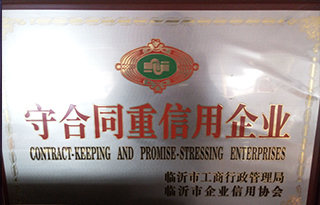 守合同重信用企业
CONTRACT-KEEPING AND PROMISE-STRESSING ENTERPRISES
临沂市工商行政管理局
临沂市企业信用协会